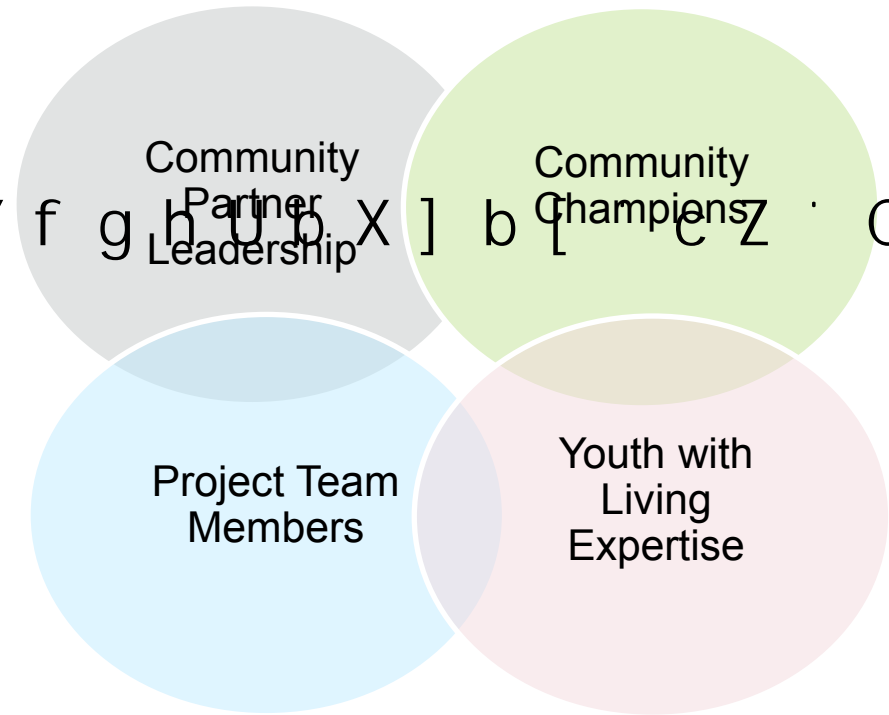 Community
Partner
Leadership
Community
Champions
f g h U b X ] b [ ˙ c Z ˙
Project Team
Members
Youth with
Living
Expertise